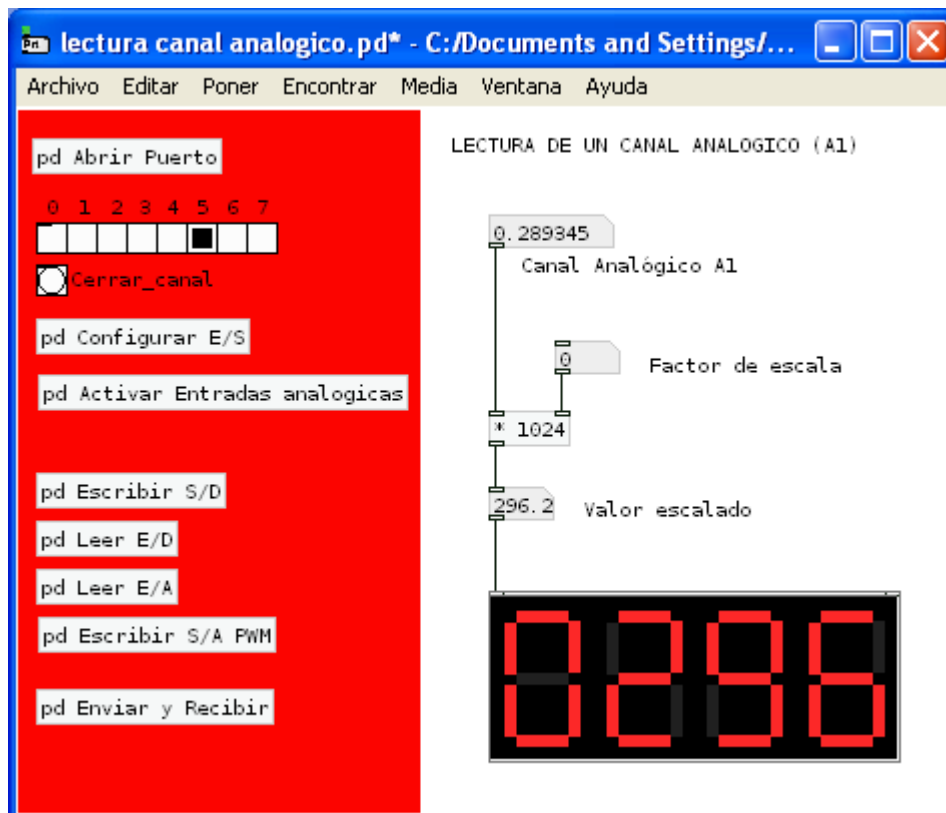 lectura canal analogico.pd* - C:/Documents and Settings/...
Archivo Editar Poner Encontrar Media Ventana Ayuda
pd Abrir Puerto
0 1 2 3 4 5 6 7
Cerrar_canal
pd Configurar E/S
pd Activar Entradas analogicas
pd Escribir S/D
pd Leer E/D
pd Leer E/A
pd Escribir S/A PWM
pd Enviar y Recibir
LECTURA DE UN CANAL ANALOGICO (A1)
0.289345
Canal Analógico A1
0
Factor de escala
* 1024
296.2
Valor escalado
0296